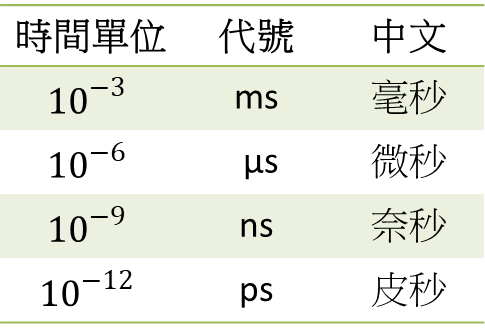 時間單位 代號 中文
10⁻³ ms 毫秒
10⁻⁶ μs 微秒
10⁻⁹ ns 奈秒
10⁻¹² ps 皮秒